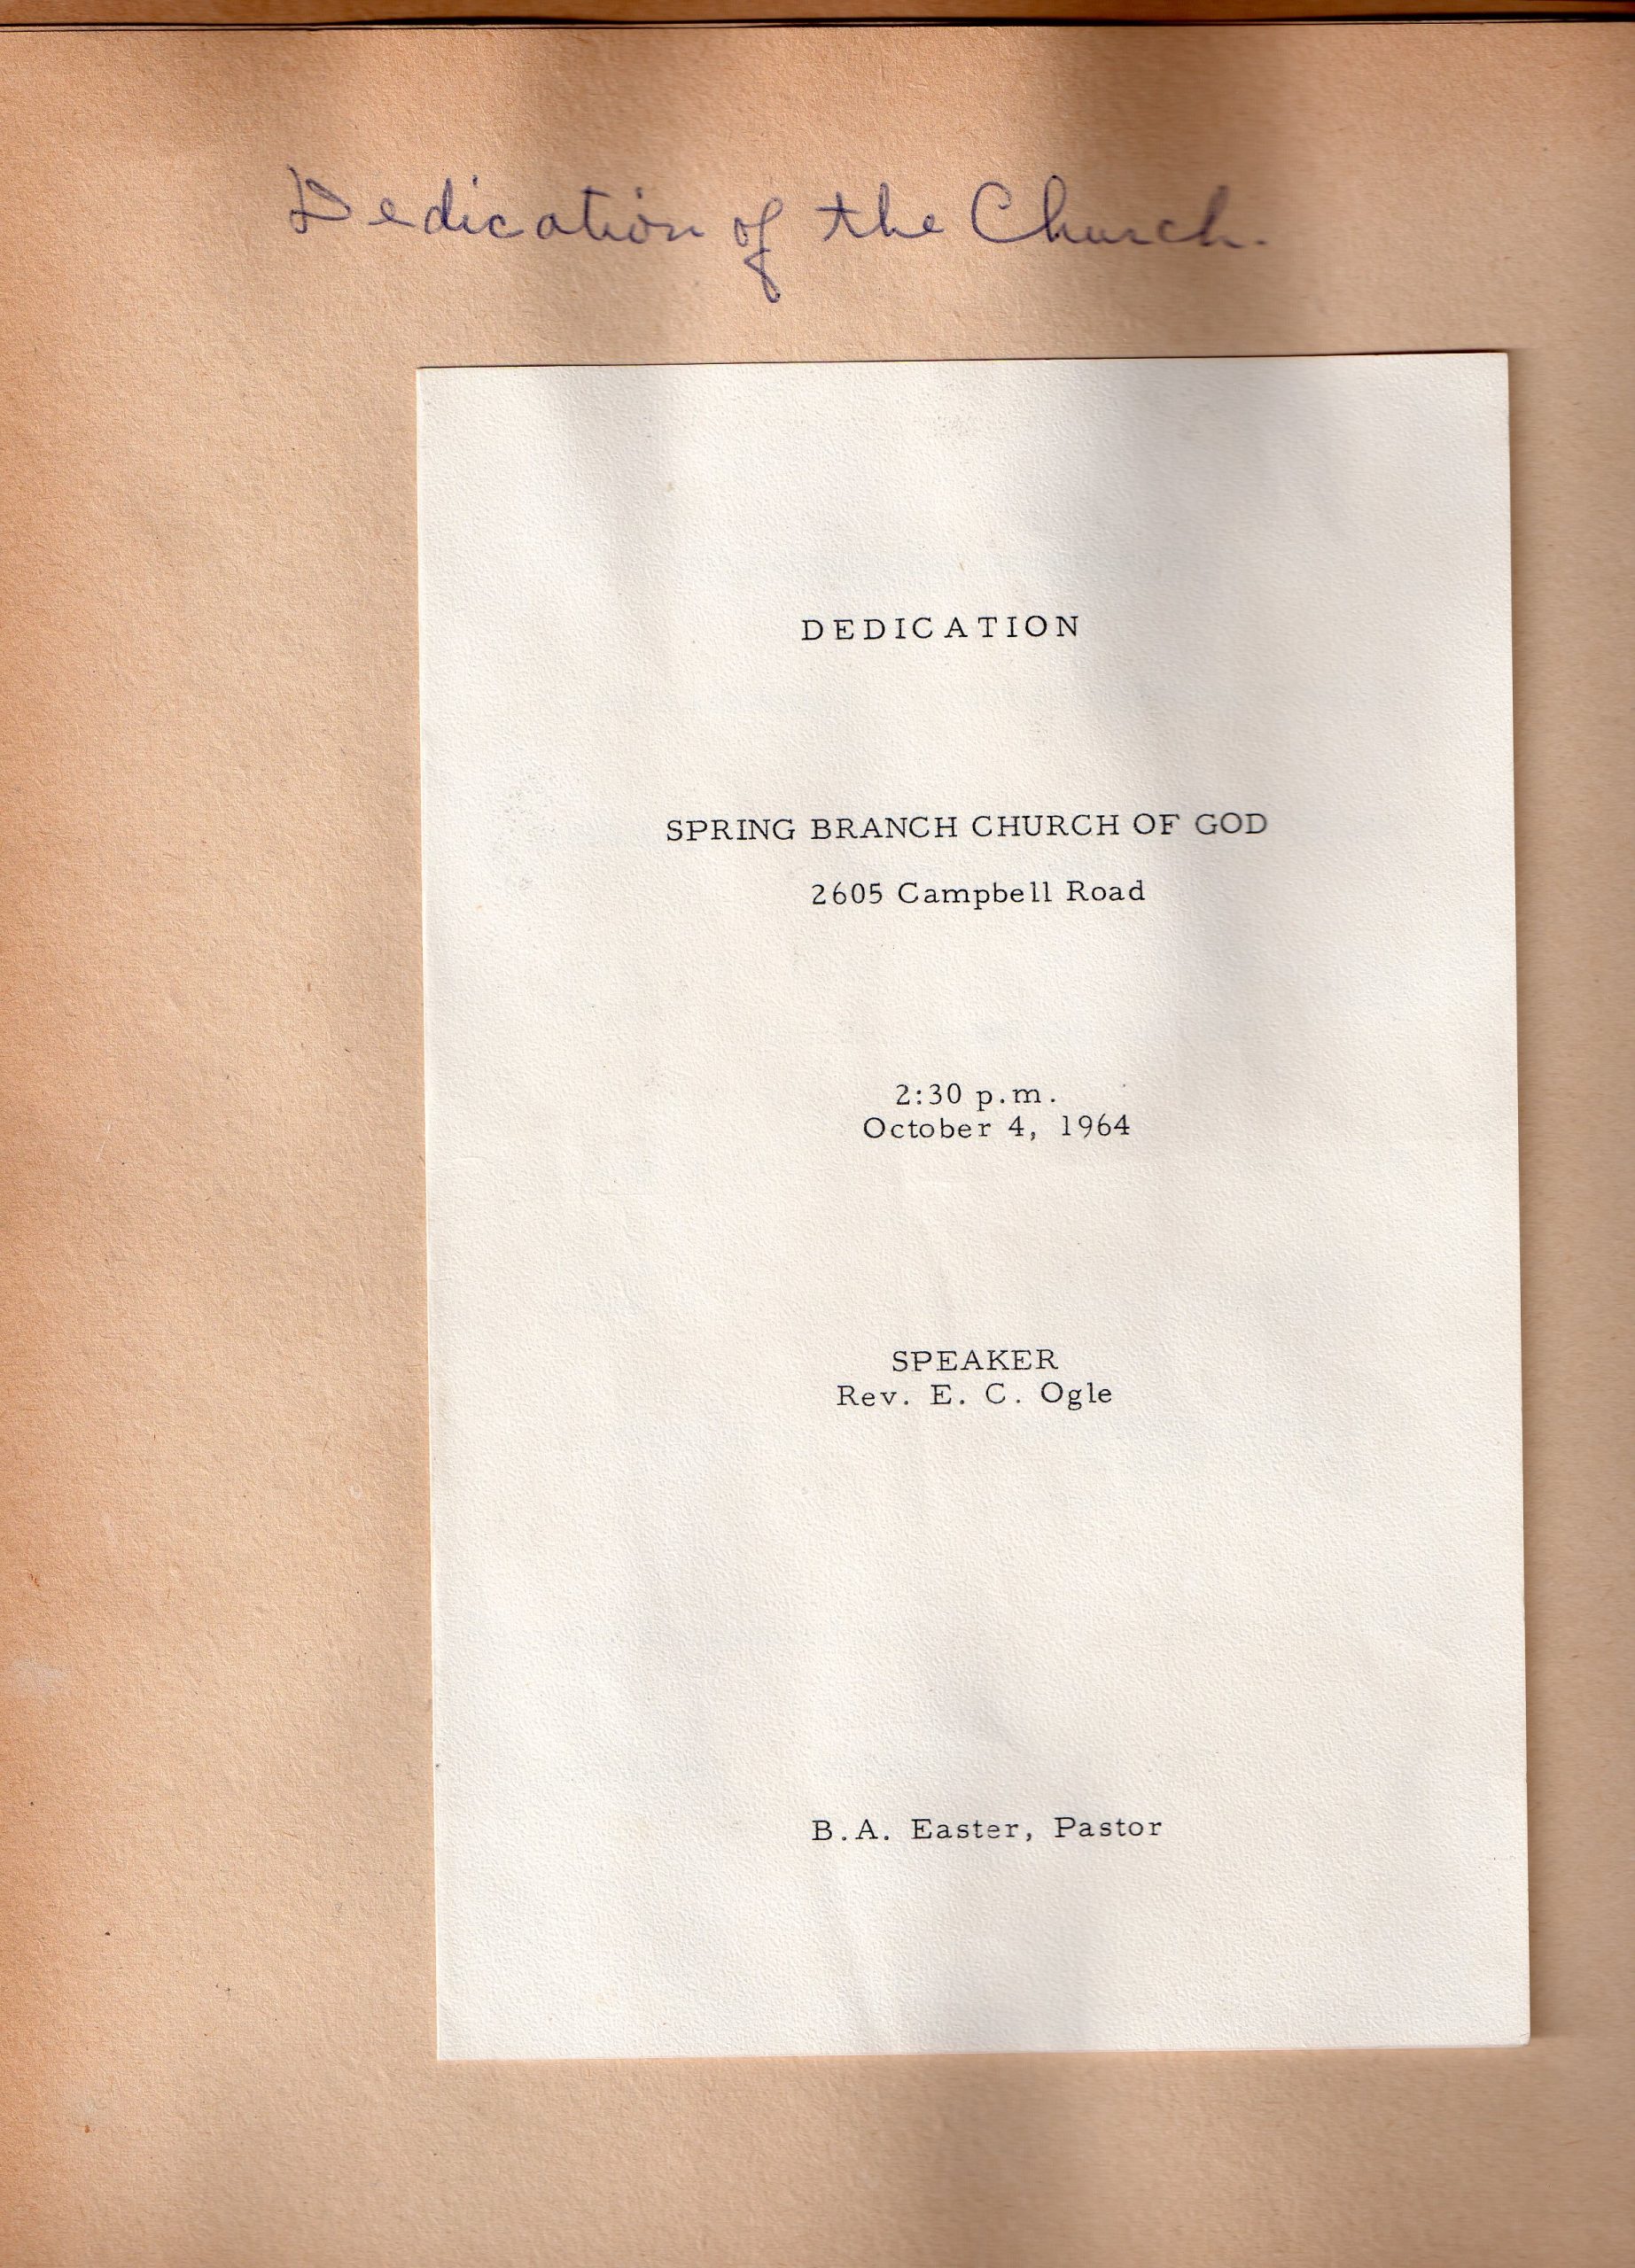 Dedication of the Church.
DEDICATION
SPRING BRANCH CHURCH OF GOD
2605 Campbell Road
2:30 p.m.
October 4, 1964
SPEAKER
Rev. E. C. Ogle
B.A. Easter, Pastor